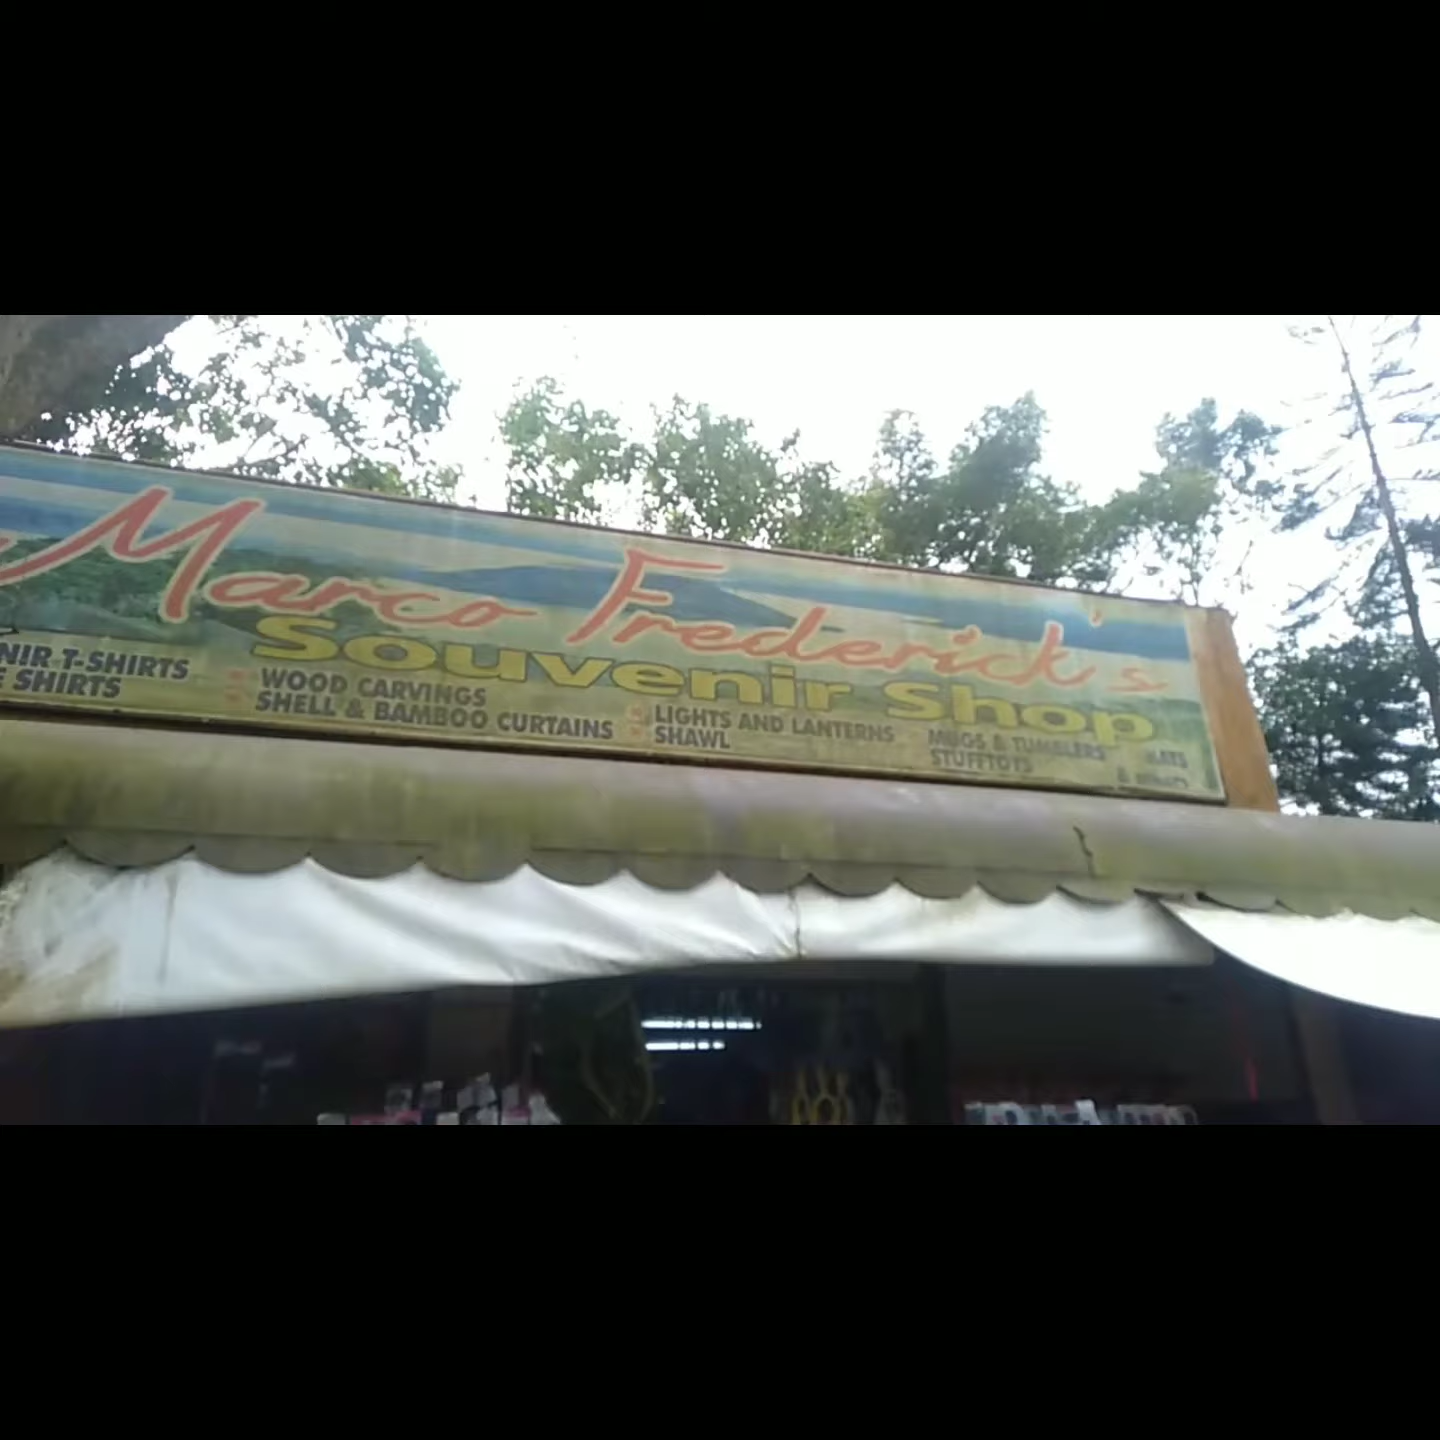 Marco Frederick's
Souvenir Shop
NIR T-SHIRTS
E SHIRTS
WOOD CARVINGS
SHELL & BAMBOO CURTAINS
LIGHTS AND LANTERNS
SHAWL
MUGS & TUMBLERS
STUFFTOYS